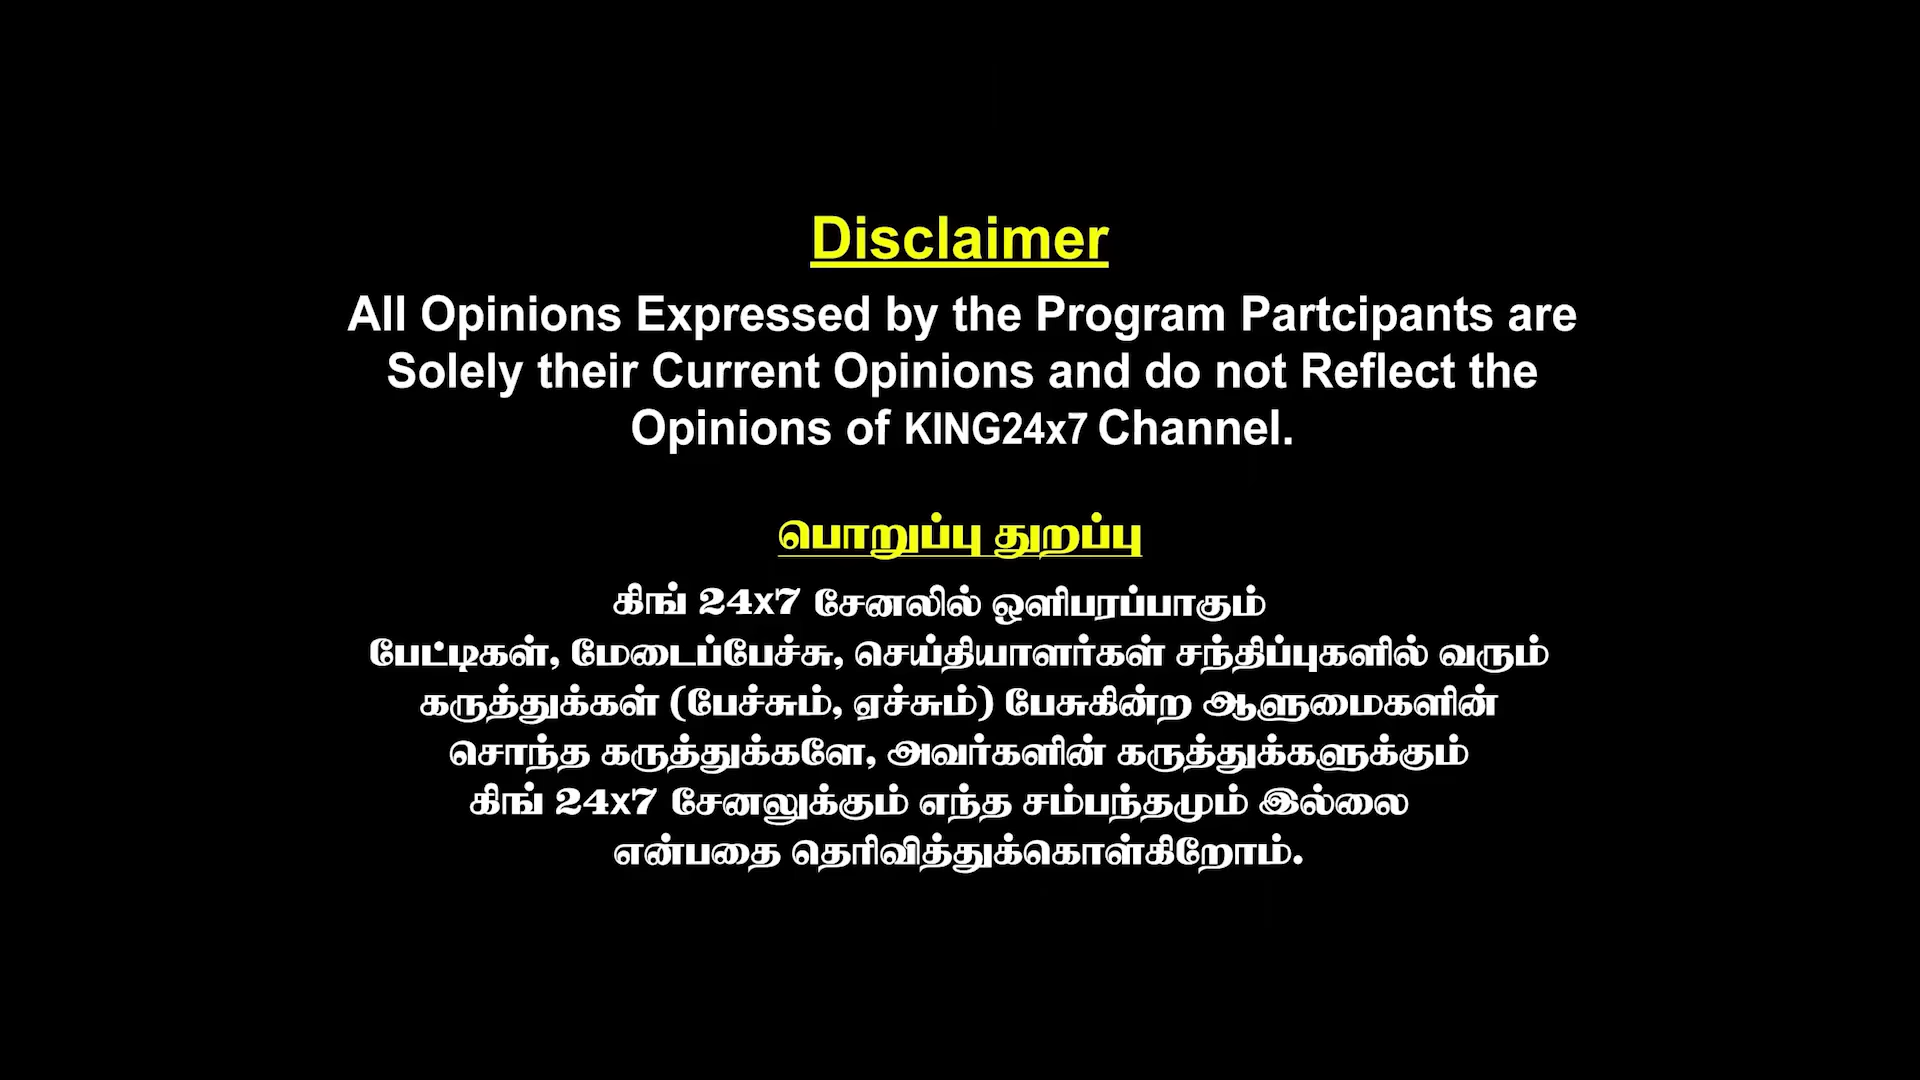 Disclaimer
All Opinions Expressed by the Program Partcipants are
Solely their Current Opinions and do not Reflect the
Opinions of KING24x7 Channel.
பொறுப்பு துறப்பு
கிங் 24x7 சேனலில் ஒளிபரப்பாகும்
பேட்டிகள், மேடைப்பேச்சு, செய்தியாளர்கள் சந்திப்புகளில் வரும்
கருத்துக்கள் (பேச்சும், ஏச்சும்) பேசுகின்ற ஆளுமைகளின்
சொந்த கருத்துக்களே, அவர்களின் கருத்துக்களுக்கும்
கிங் 24x7 சேனலுக்கும் எந்த சம்பந்தமும் இல்லை
என்பதை தெரிவித்துக்கொள்கிறோம்.